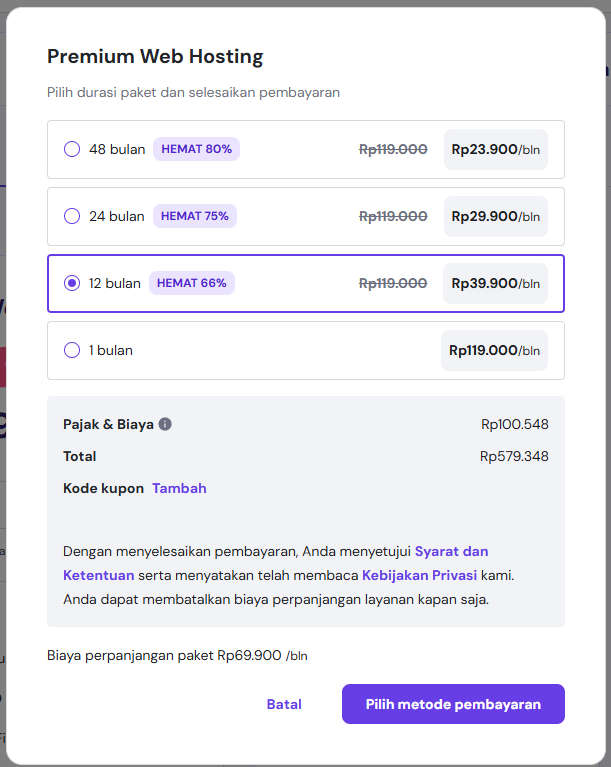 Premium Web Hosting
Pilih durasi paket dan selesaikan pembayaran
48 bulan HEMAT 80% Rp119.000 Rp23.900/bln
24 bulan HEMAT 75% Rp119.000 Rp29.900/bln
12 bulan HEMAT 66% Rp119.000 Rp39.900/bln
1 bulan Rp119.000/bln
Pajak & Biaya Rp100.548
Total Rp579.348
Kode kupon Tambah
Dengan menyelesaikan pembayaran, Anda menyetujui Syarat dan
Ketentuan serta menyatakan telah membaca Kebijakan Privasi kami.
Anda dapat membatalkan biaya perpanjangan layanan kapan saja.
Biaya perpanjangan paket Rp69.900 /bln
Batal Pilih metode pembayaran